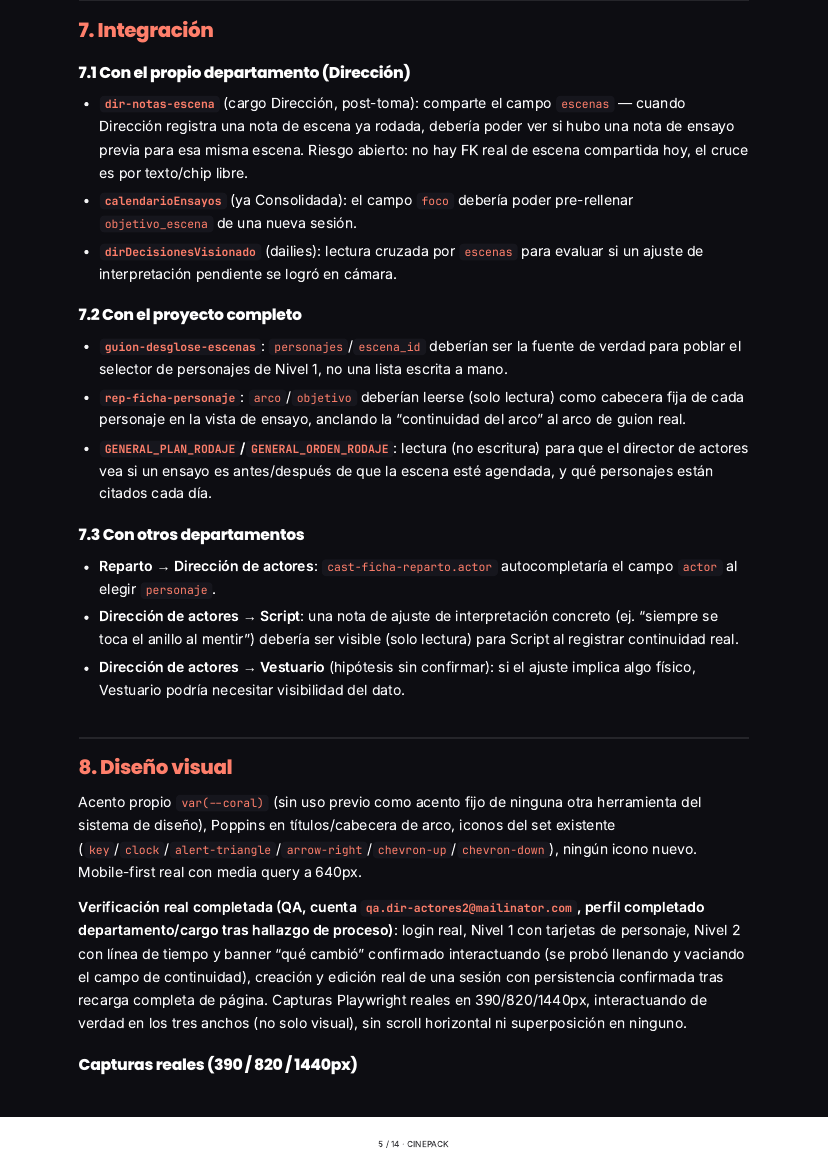 7. Integración
7.1 Con el propio departamento (Dirección)
• dir-notas-escena (cargo Dirección, post-toma): comparte el campo escenas — cuando
Dirección registra una nota de escena ya rodada, debería poder ver si hubo una nota de ensayo
previa para esa misma escena. Riesgo abierto: no hay FK real de escena compartida hoy, el cruce
es por texto/chip libre.
• calendarioEnsayos (ya Consolidada): el campo foco debería poder pre-rellenar
objetivo_escena de una nueva sesión.
• dirDecisionesVisionado (dailies): lectura cruzada por escenas para evaluar si un ajuste de
interpretación pendiente se logró en cámara.
7.2 Con el proyecto completo
• guion-desglose-escenas : personajes / escena_id deberían ser la fuente de verdad para poblar el
selector de personajes de Nivel 1, no una lista escrita a mano.
• rep-ficha-personaje : arco / objetivo deberían leerse (solo lectura) como cabecera fija de cada
personaje en la vista de ensayo, anclando la “continuidad del arco” al arco de guion real.
• GENERAL_PLAN_RODAJE / GENERAL_ORDEN_RODAJE : lectura (no escritura) para que el director de actores
vea si un ensayo es antes/después de que la escena esté agendada, y qué personajes están
citados cada día.
7.3 Con otros departamentos
• Reparto → Dirección de actores: cast-ficha-reparto.actor autocompletaría el campo actor al
elegir personaje .
• Dirección de actores → Script: una nota de ajuste de interpretación concreto (ej. “siempre se
toca el anillo al mentir”) debería ser visible (solo lectura) para Script al registrar continuidad real.
• Dirección de actores → Vestuario (hipótesis sin confirmar): si el ajuste implica algo físico,
Vestuario podría necesitar visibilidad del dato.
8. Diseño visual
Acento propio var(--coral) (sin uso previo como acento fijo de ninguna otra herramienta del
sistema de diseño), Poppins en títulos/cabecera de arco, iconos del set existente
( key / clock / alert-triangle / arrow-right / chevron-up / chevron-down ), ningún icono nuevo.
Mobile-first real con media query a 640px.
Verificación real completada (QA, cuenta qa.dir-actores2@mailinator.com , perfil completado
departamento/cargo tras hallazgo de proceso): login real, Nivel 1 con tarjetas de personaje, Nivel 2
con línea de tiempo y banner “qué cambió” confirmado interactuando (se probó llenando y vaciando
el campo de continuidad), creación y edición real de una sesión con persistencia confirmada tras
recarga completa de página. Capturas Playwright reales en 390/820/1440px, interactuando de
verdad en los tres anchos (no solo visual), sin scroll horizontal ni superposición en ninguno.
Capturas reales (390 / 820 / 1440px)
5 / 14 · CINEPACK